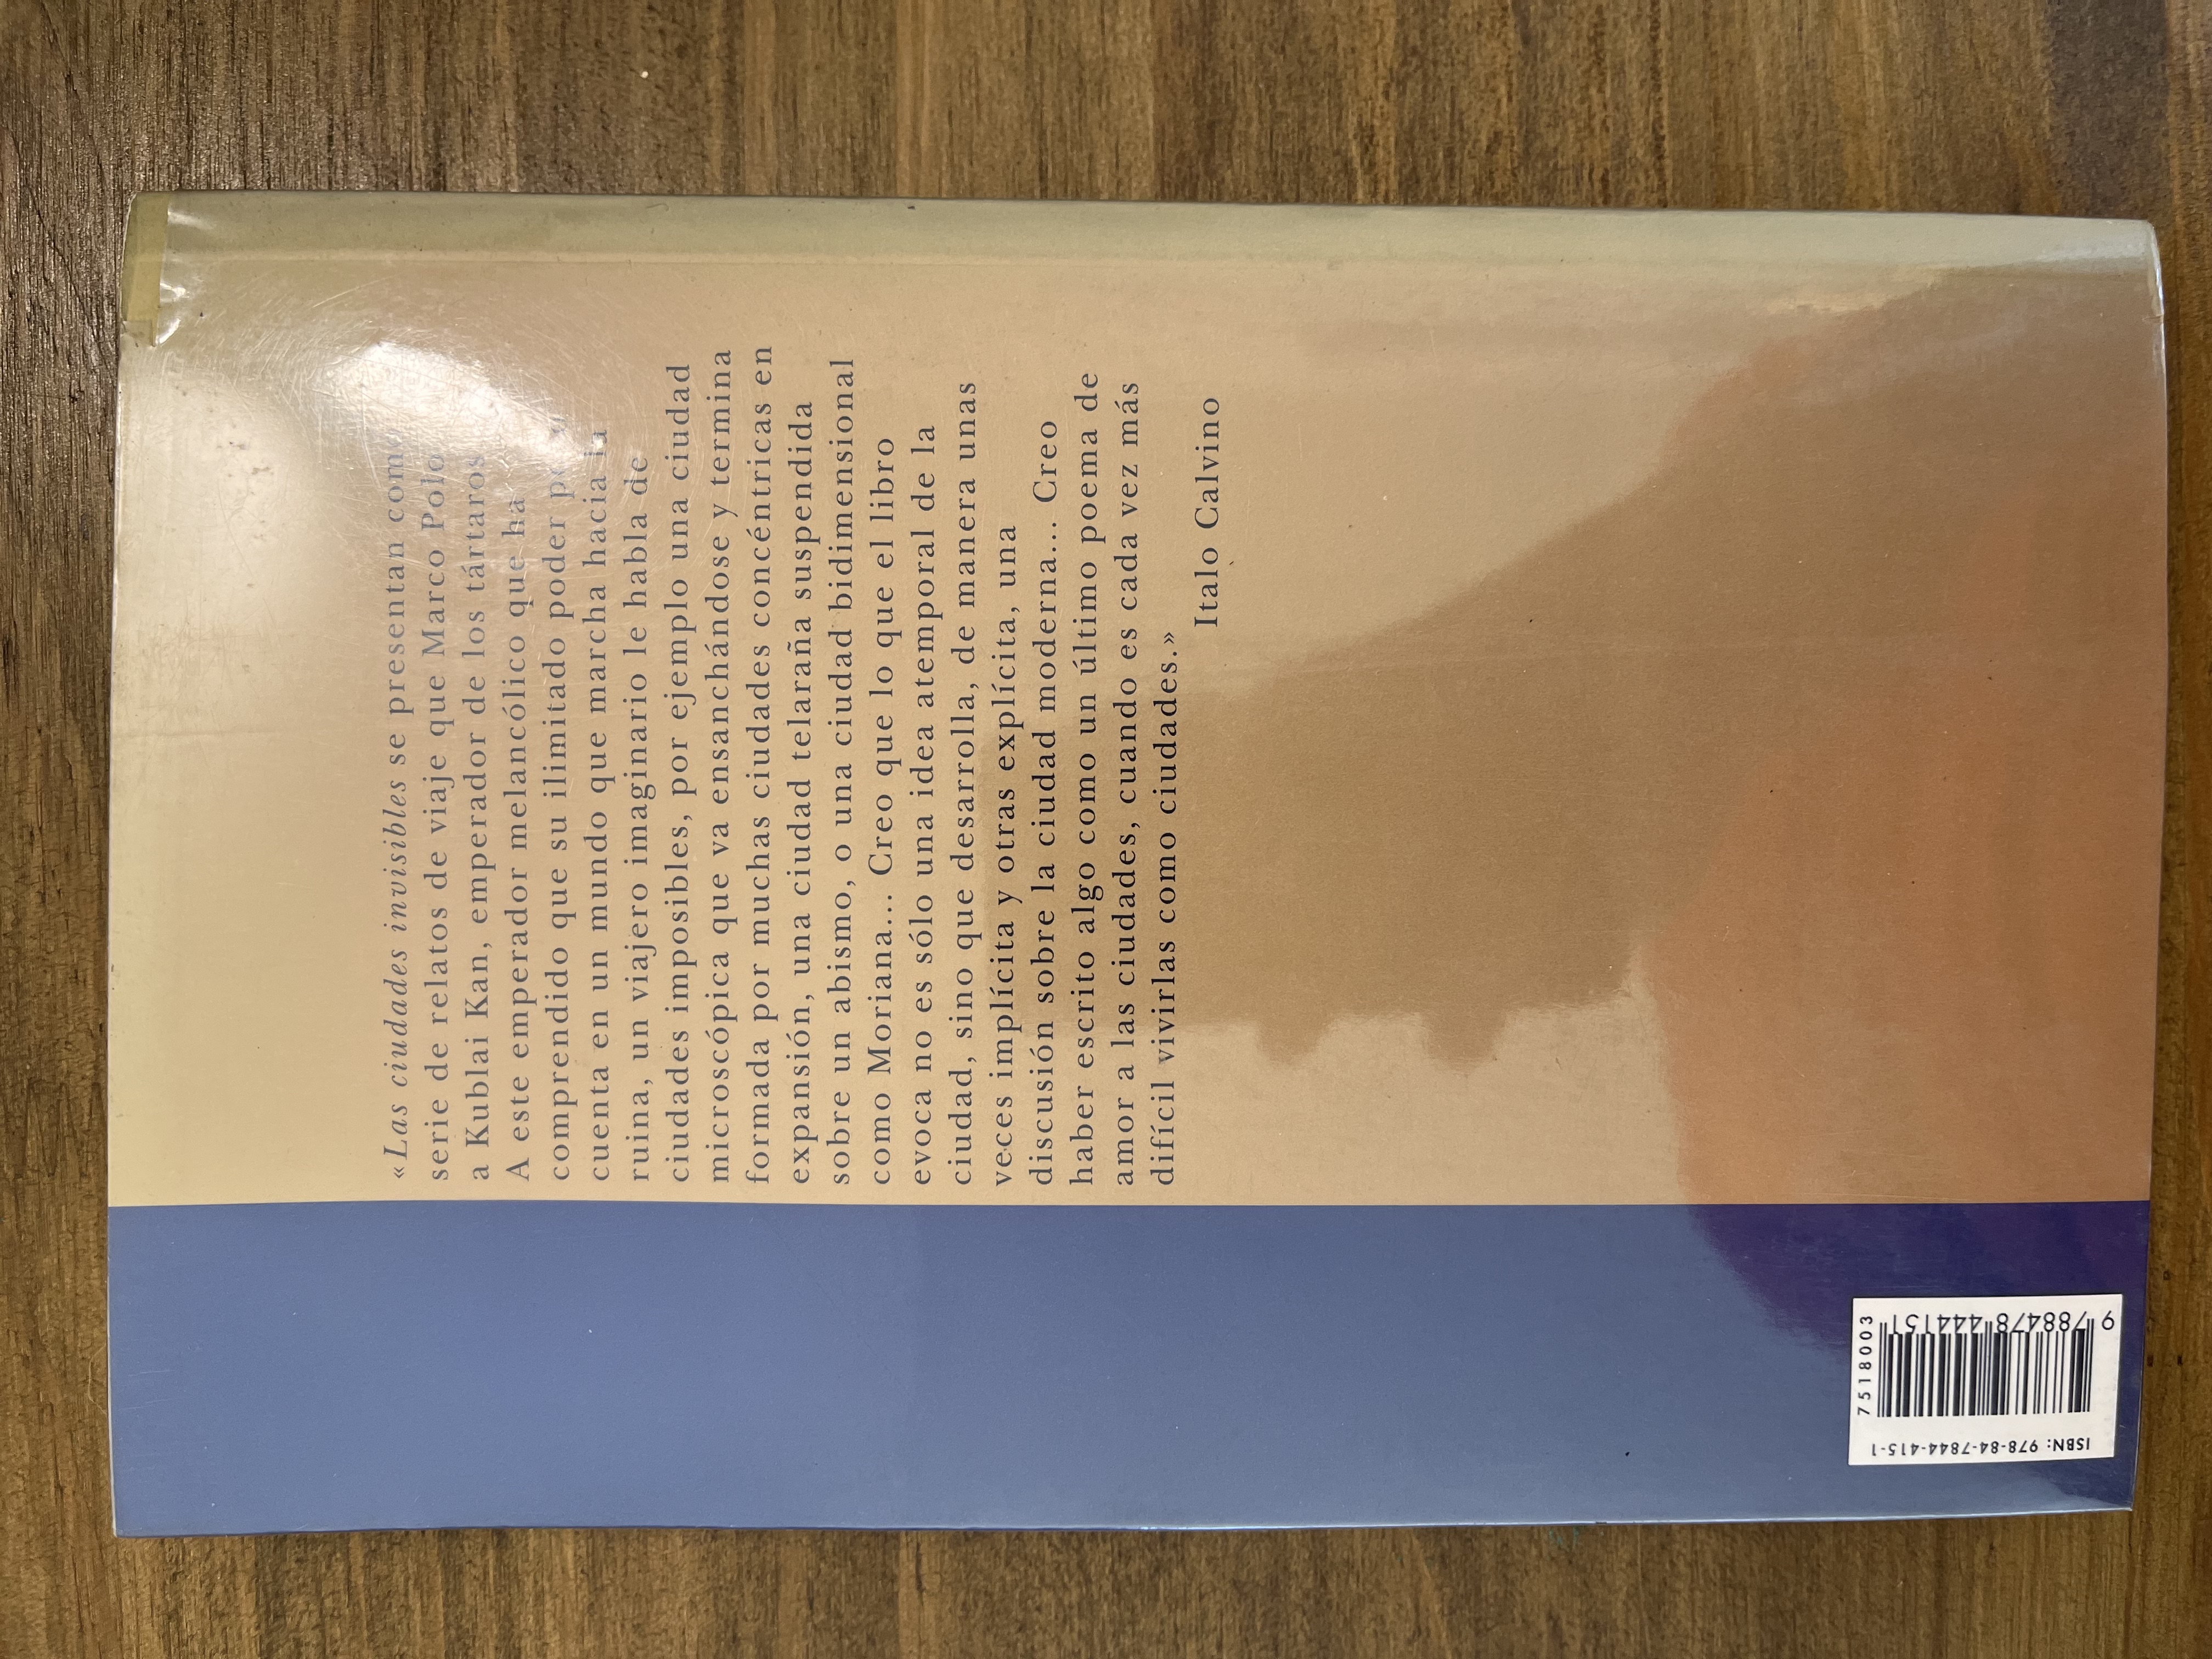 «Las ciudades invisibles se presentan como
serie de relatos de viaje que Marco Polo
a Kublai Kan, emperador de los tártaros
A este emperador melancólico que ha
comprendido que su ilimitado poder poco
cuenta en un mundo que marcha hacia la
ruina, un viajero imaginario le habla de
ciudades imposibles, por ejemplo una ciudad
microscópica que va ensanchándose y termina
formada por muchas ciudades concéntricas en
expansión, una ciudad telaraña suspendida
sobre un abismo, o una ciudad bidimensional
como Moriana... Creo que lo que el libro
evoca no es sólo una idea atemporal de la
ciudad, sino que desarrolla, de manera unas
veces implícita y otras explícita, una
discusión sobre la ciudad moderna... Creo
haber escrito algo como un último poema de
amor a las ciudades, cuando es cada vez más
difícil vivirlas como ciudades.»
Italo Calvino
7518003
ISBN: 978-84-7844-415-1
9 788478 444151